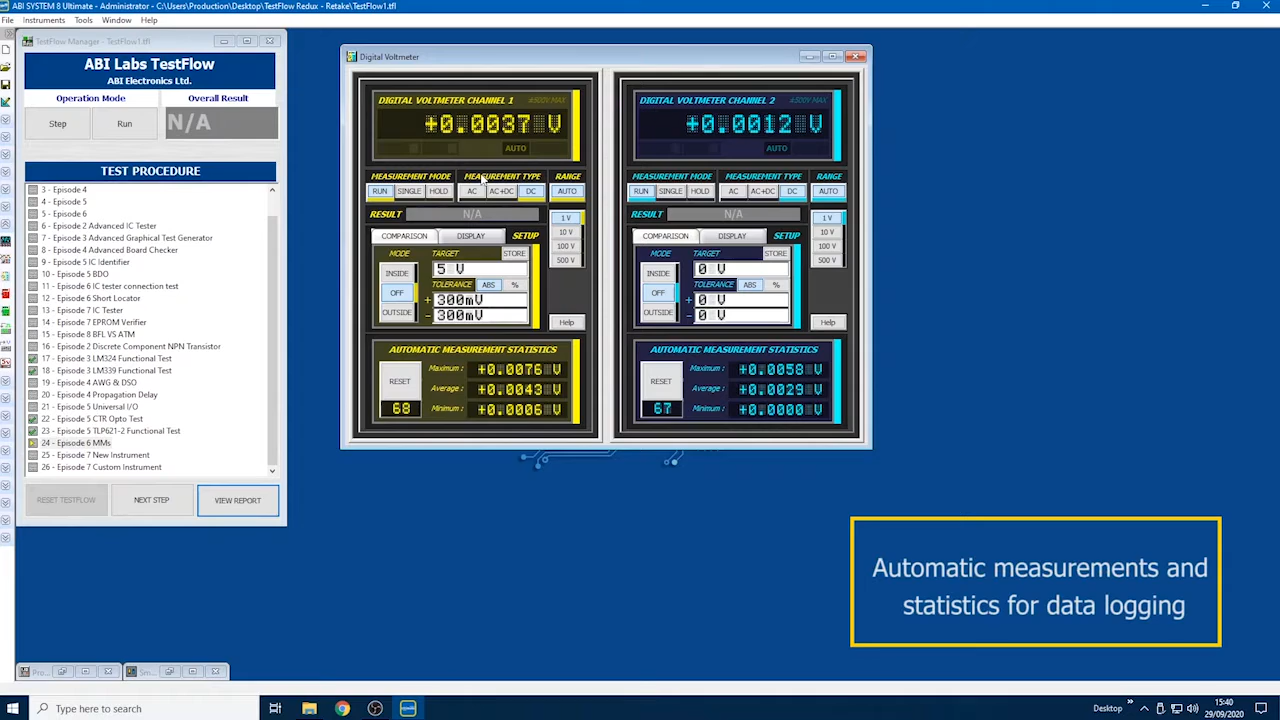 ABI SYSTEM 8 Ultimate - Administrator - C:\Users\Production\Desktop\TestFlow Redux - Retake\TestFlow1.tfl
File Instruments Tools Window Help
TestFlow Manager - TestFlow1.tfl
ABI Labs TestFlow
ABI Electronics Ltd.
Operation Mode Overall Result
Step Run N/A
TEST PROCEDURE
3 - Episode 4
4 - Episode 5
5 - Episode 6
6 - Episode 2 Advanced IC Tester
7 - Episode 3 Advanced Graphical Test Generator
8 - Episode 4 Advanced Board Checker
9 - Episode 5 IC Identifier
10 - Episode 5 BDO
11 - Episode 6 IC tester connection test
12 - Episode 6 Short Locator
13 - Episode 7 IC Tester
14 - Episode 7 EPROM Verifier
15 - Episode 8 BFL VS ATM
16 - Episode 2 Discrete Component NPN Transistor
17 - Episode 3 LM324 Functional Test
18 - Episode 3 LM339 Functional Test
19 - Episode 4 AWG & DSO
20 - Episode 4 Propagation Delay
21 - Episode 5 Universal I/O
22 - Episode 5 CTR Opto Test
23 - Episode 5 TLP621-2 Functional Test
24 - Episode 6 MMs
25 - Episode 7 New Instrument
26 - Episode 7 Custom Instrument
RESET TESTFLOW NEXT STEP VIEW REPORT
Digital Voltmeter
DIGITAL VOLTMETER CHANNEL 1 ±500V MAX
+0.0037 V
AUTO
MEASUREMENT MODE MEASUREMENT TYPE RANGE
RUN SINGLE HOLD AC AC+DC DC AUTO
RESULT N/A
1 V
10 V
100 V
500 V
COMPARISON DISPLAY SETUP
MODE TARGET STORE
INSIDE 5 V
TOLERANCE ABS %
OFF + 300mV
OUTSIDE - 300mV
Help
AUTOMATIC MEASUREMENT STATISTICS
RESET
68
Maximum : +0.0076 V
Average : +0.0043 V
Minimum : +0.0006 V
DIGITAL VOLTMETER CHANNEL 2 ±500V MAX
+0.0012 V
AUTO
MEASUREMENT MODE MEASUREMENT TYPE RANGE
RUN SINGLE HOLD AC AC+DC DC AUTO
RESULT N/A
1 V
10 V
100 V
500 V
COMPARISON DISPLAY SETUP
MODE TARGET STORE
INSIDE 0 V
TOLERANCE ABS %
OFF + 0 V
OUTSIDE - 0 V
Help
AUTOMATIC MEASUREMENT STATISTICS
RESET
67
Maximum : +0.0058 V
Average : +0.0029 V
Minimum : +0.0000 V
Automatic measurements and
statistics for data logging
Pro... Sm...
Type here to search
Desktop
15:40
29/09/2020